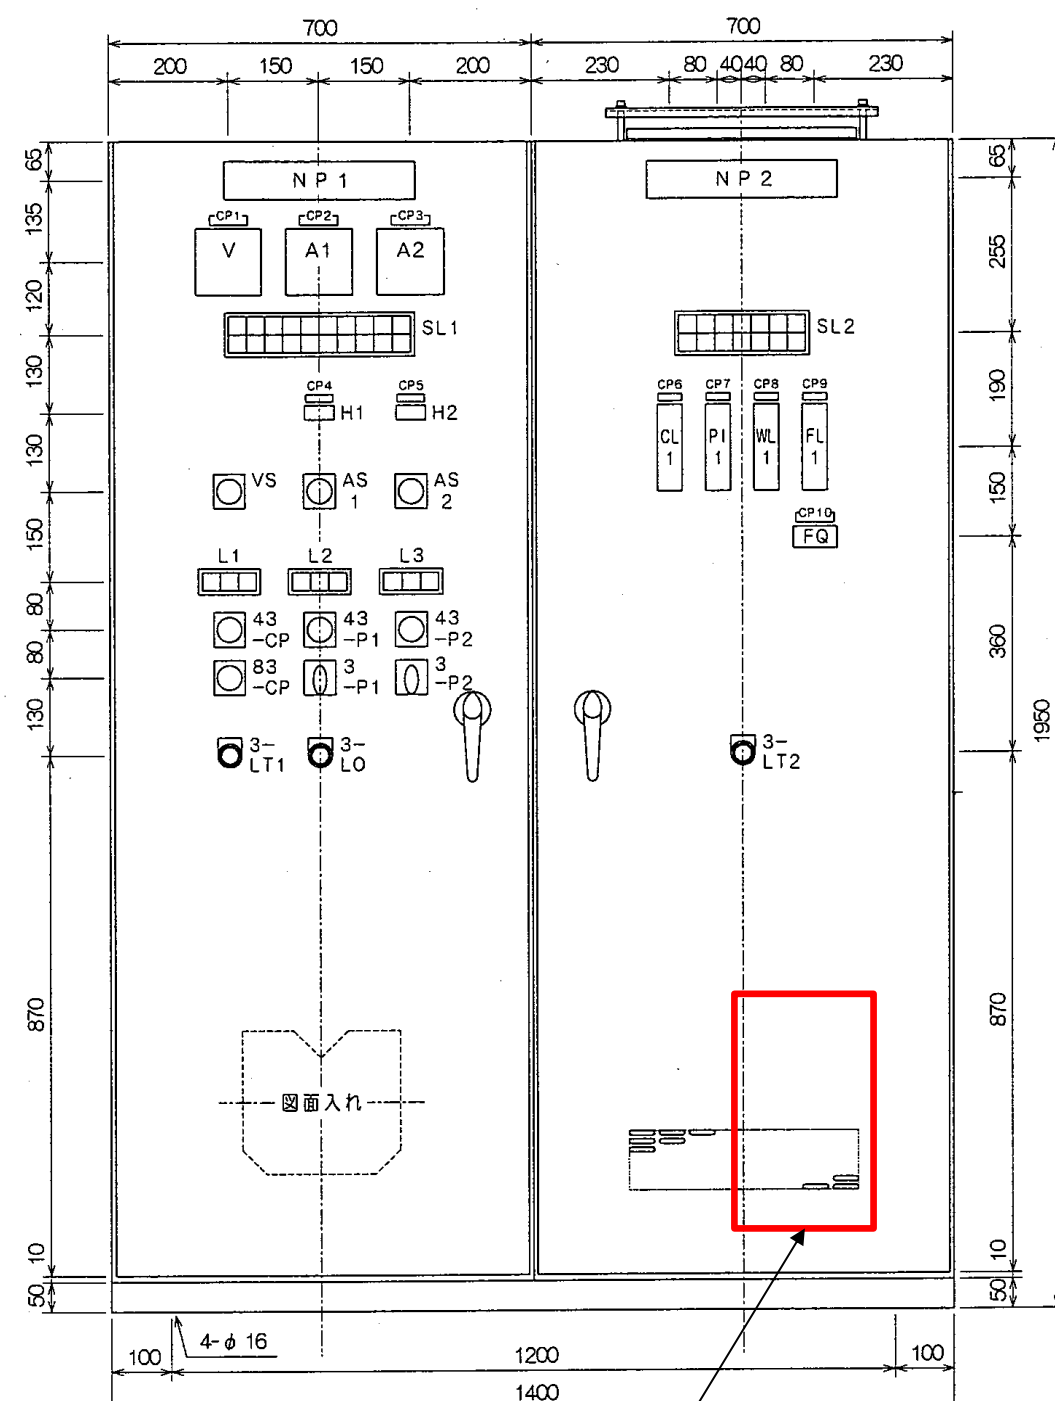 700
700
200
150
150
200
230
80
40
40
80
230
65
135
120
130
130
150
80
80
130
870
10
50
65
255
190
150
360
870
10
50
1950
NP1
NP2
CP1
CP2
CP3
V
A1
A2
SL1
SL2
CP4
CP5
H1
H2
CP6
CP7
CP8
CP9
CL
1
PI
1
WL
1
FL
1
VS
AS
1
AS
2
CP10
FQ
L1
L2
L3
43
-CP
43
-P1
43
-P2
83
-CP
3
-P1
3
-P2
3-
LT1
3-
LO
3-
LT2
図面入れ
4-φ16
100
1200
100
1400